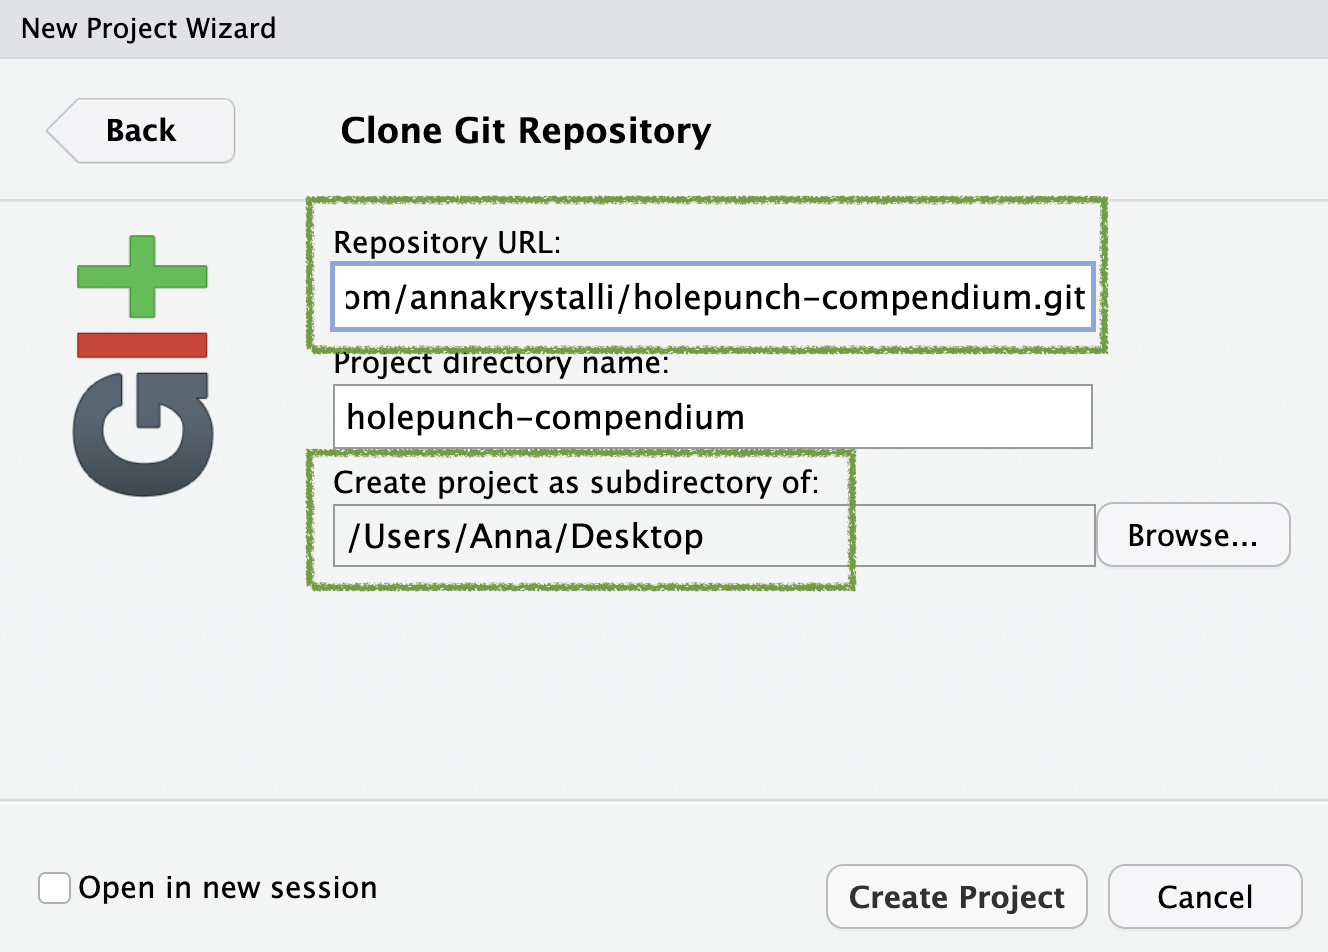 New Project Wizard
Back
Clone Git Repository
Repository URL:
om/annakrystalli/holepunch-compendium.git
Project directory name:
holepunch-compendium
Create project as subdirectory of:
/Users/Anna/Desktop
Browse...
GIT
Open in new session
Create Project
Cancel